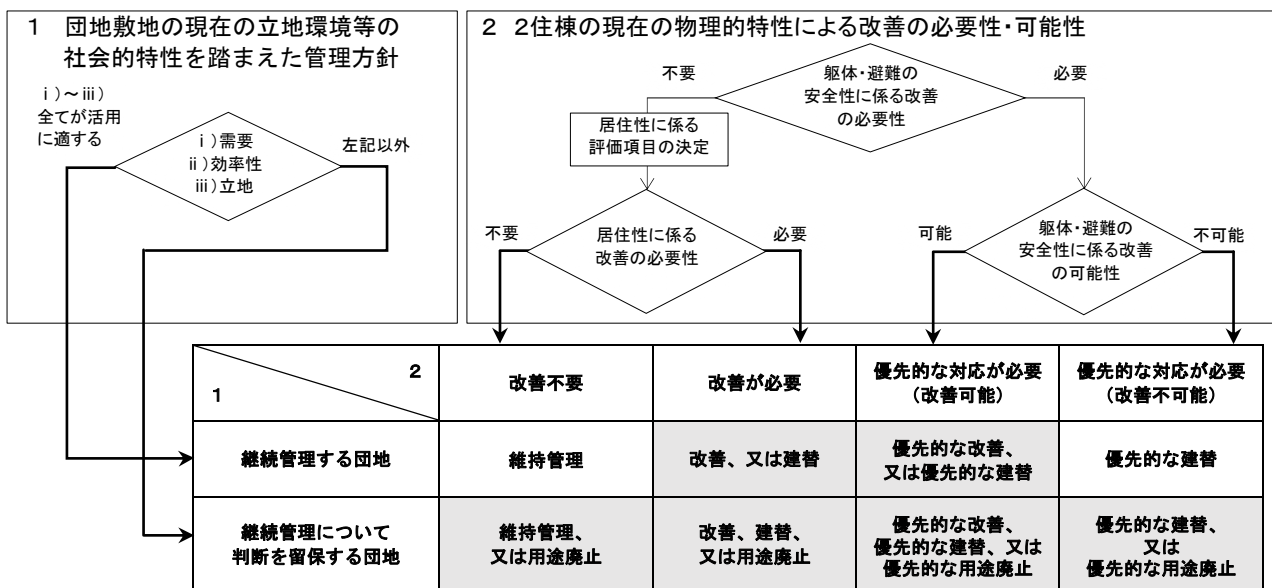 1 団地敷地の現在の立地環境等の
社会的特性を踏まえた管理方針
ⅰ)～ⅲ)
全てが活用
に適する
ⅰ)需要
ⅱ)効率性
ⅲ)立地
左記以外
2 2住棟の現在の物理的特性による改善の必要性・可能性
不要
躯体・避難の
安全性に係る改善
の必要性
必要
居住性に係る
評価項目の決定
不要
居住性に係る
改善の必要性
必要
可能
躯体・避難の
安全性に係る改善
の可能性
不可能
2
1
改善不要
改善が必要
優先的な対応が必要
(改善可能)
優先的な対応が必要
(改善不可能)
継続管理する団地
維持管理
改善、又は建替
優先的な改善、
又は優先的な建替
優先的な建替
継続管理について
判断を留保する団地
維持管理、
又は用途廃止
改善、建替、
又は用途廃止
優先的な改善、
優先的な建替、又は
優先的な用途廃止
優先的な建替、
又は
優先的な用途廃止